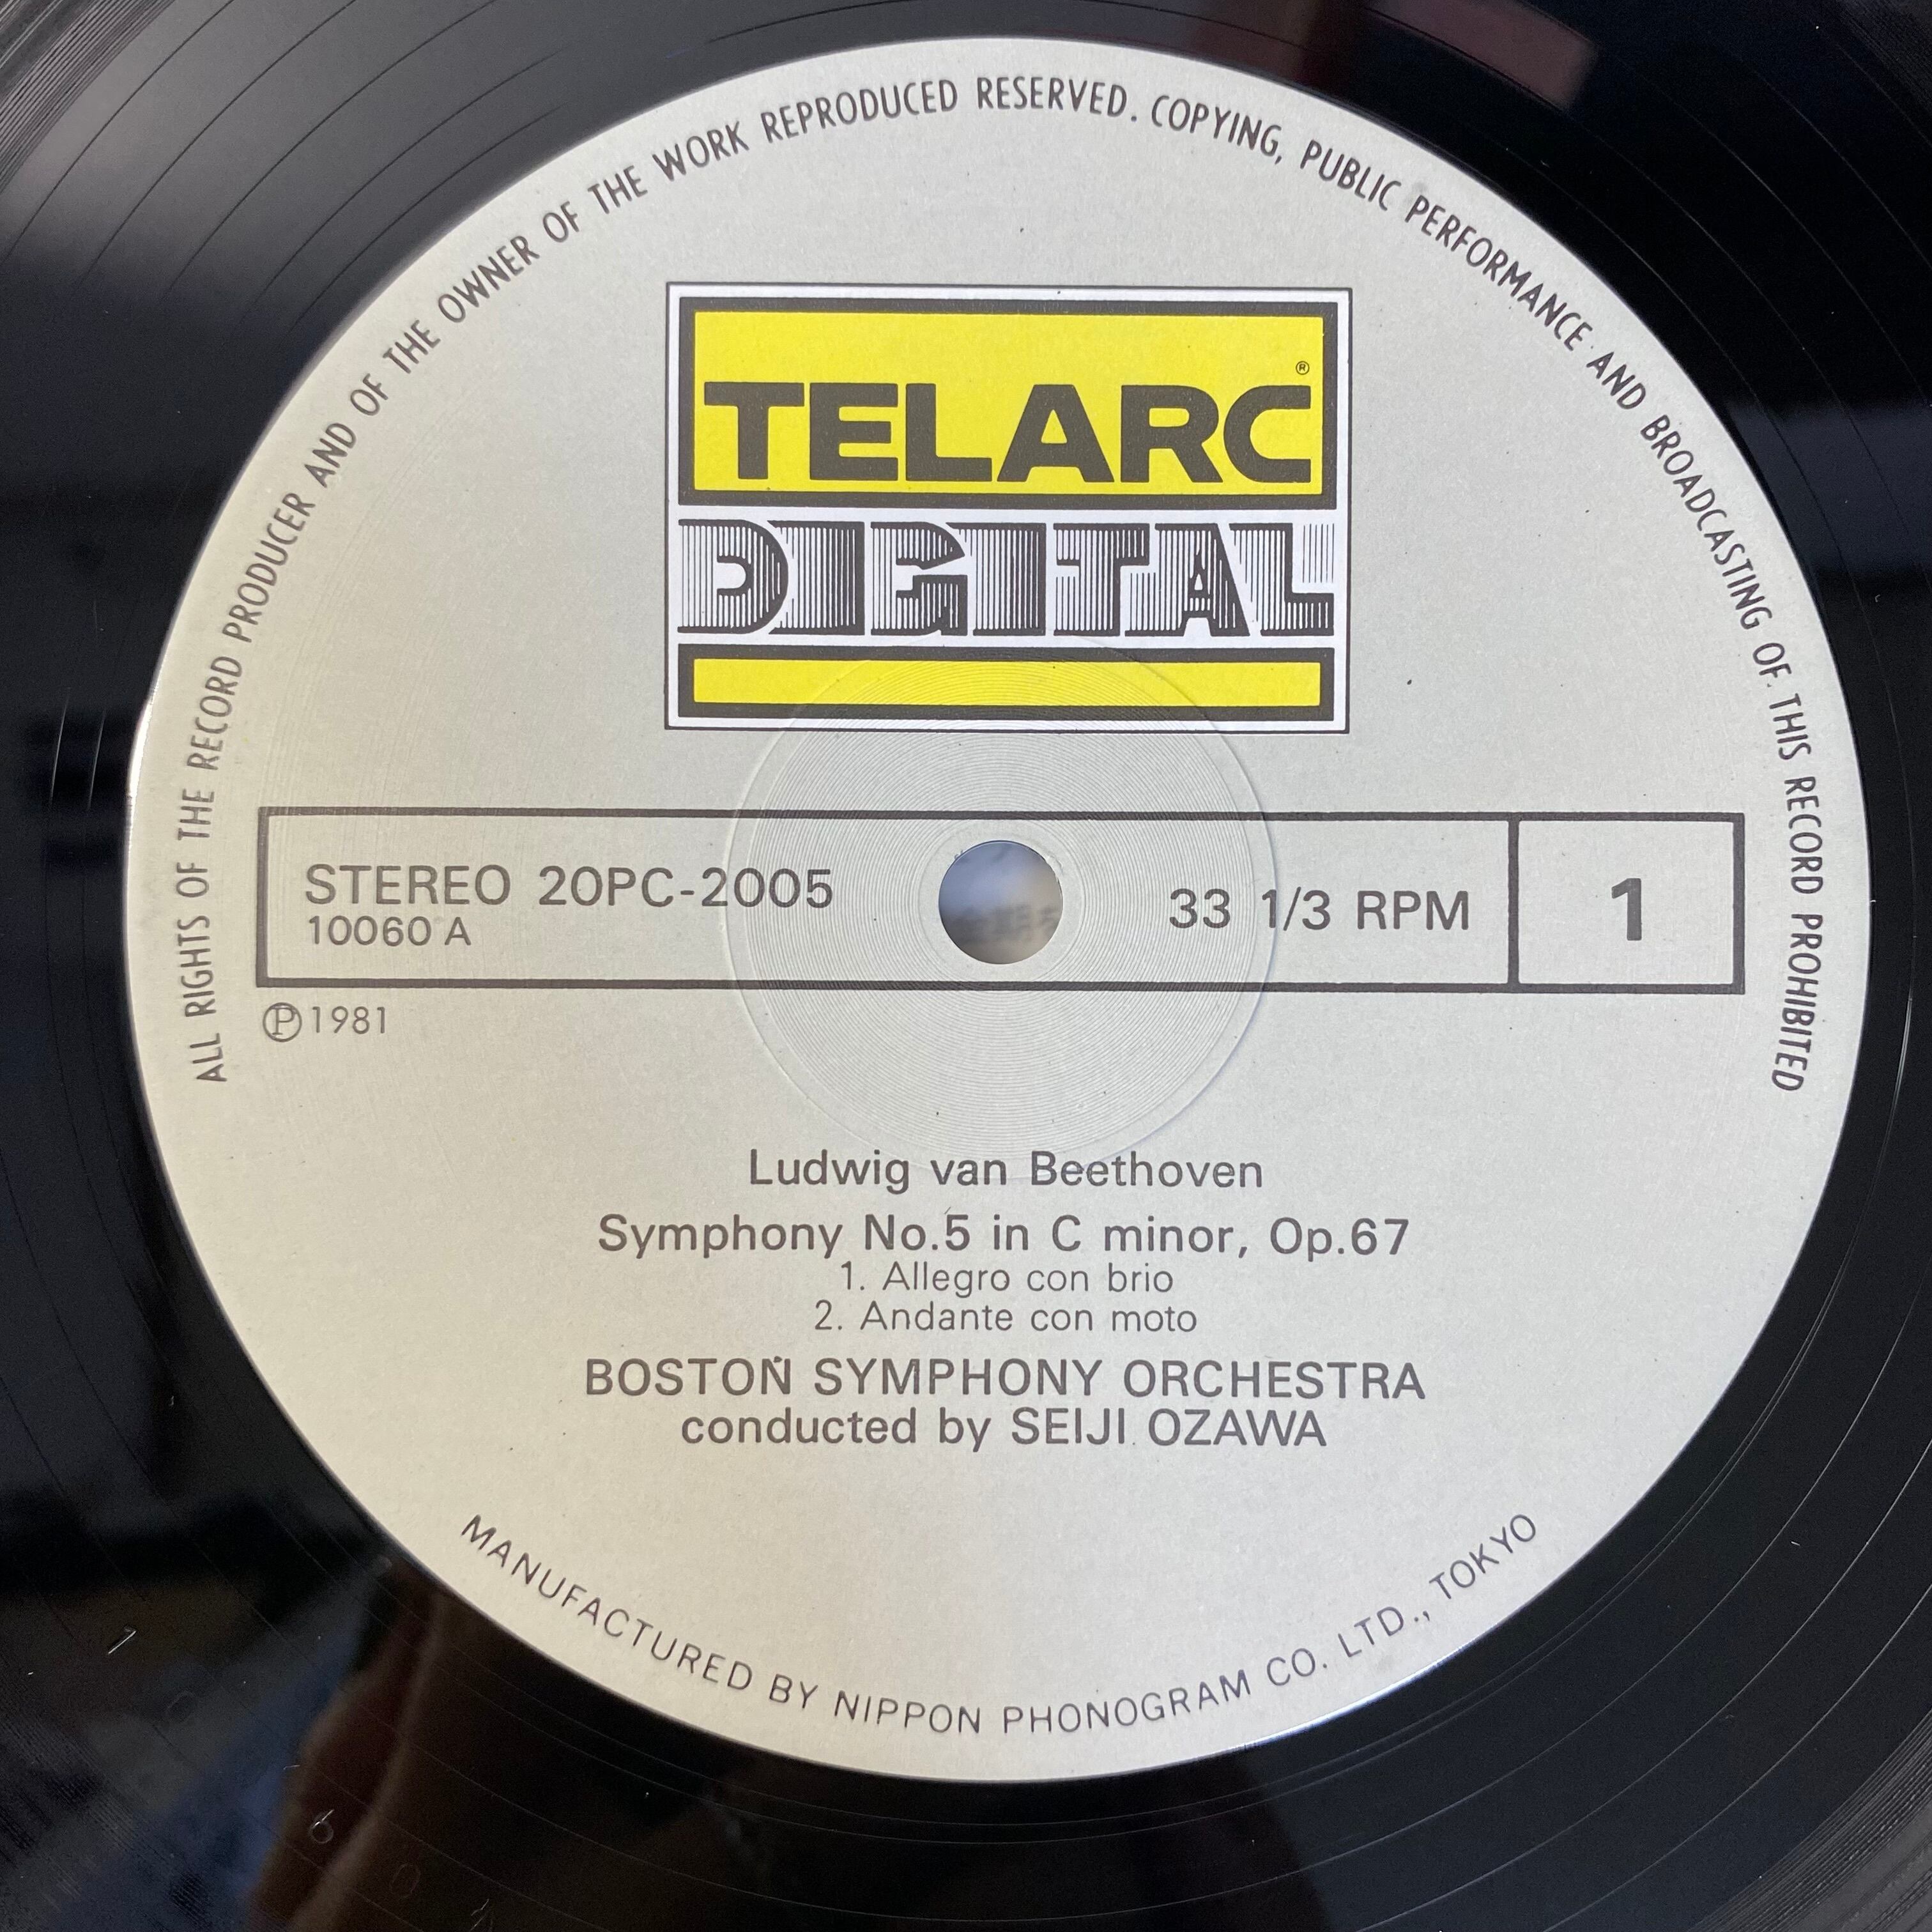 ALL RIGHTS OF THE RECORD PRODUCER AND OF THE OWNER OF THE WORK REPRODUCED RESERVED. COPYING, PUBLIC PERFORMANCE AND BROADCASTING OF THIS RECORD PROHIBITED
TELARC®
DIGITAL
STEREO 20PC-2005
10060 A
33 1/3 RPM
1
℗1981
Ludwig van Beethoven
Symphony No.5 in C minor, Op.67
1. Allegro con brio
2. Andante con moto
BOSTON SYMPHONY ORCHESTRA
conducted by SEIJI OZAWA
MANUFACTURED BY NIPPON PHONOGRAM CO. LTD., TOKYO